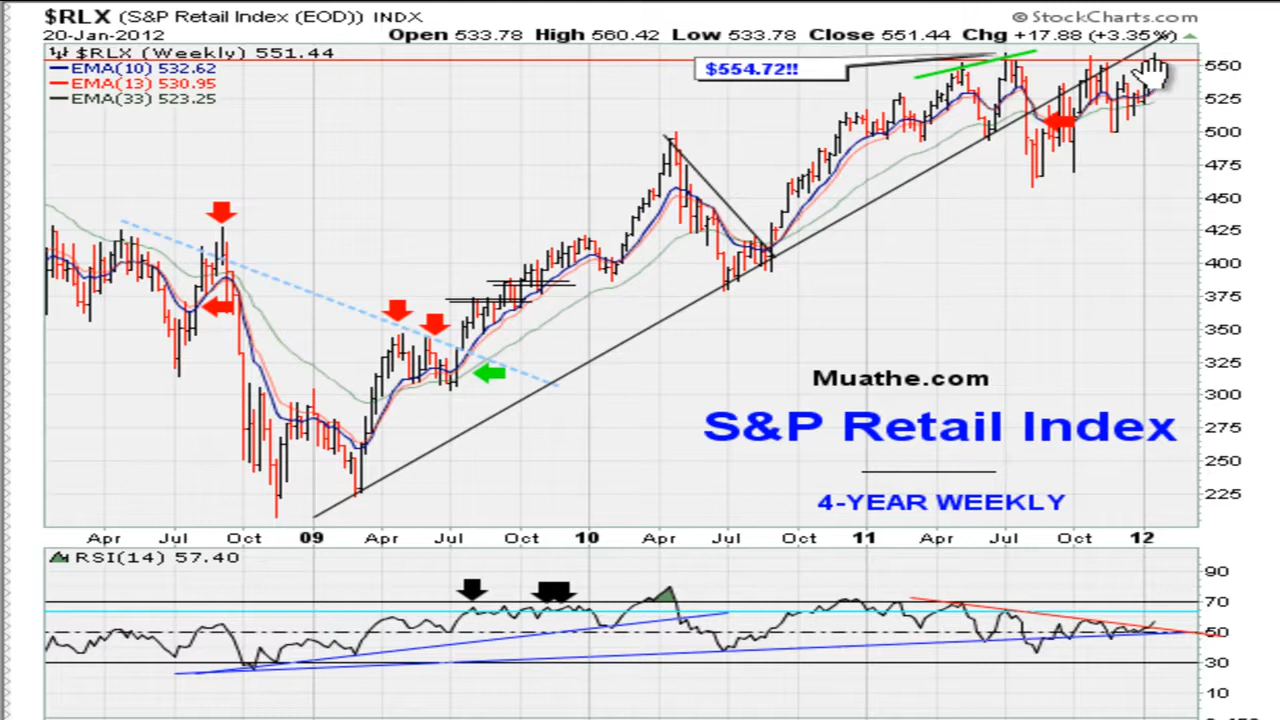 $RLX (S&P Retail Index (EOD)) INDX
© StockCharts.com
20-Jan-2012
Open 533.78 High 560.42 Low 533.78 Close 551.44 Chg +17.88 (+3.35%)
$RLX (Weekly) 551.44
EMA(10) 532.62
EMA(13) 530.95
EMA(33) 523.25
$554.72!!
550
525
500
475
450
425
400
375
350
325
300
275
250
225
Muathe.com
S&P Retail Index
4-YEAR WEEKLY
Apr Jul Oct 09 Apr Jul Oct 10 Apr Jul Oct 11 Apr Jul Oct 12
RSI(14) 57.40
90
70
50
30
10